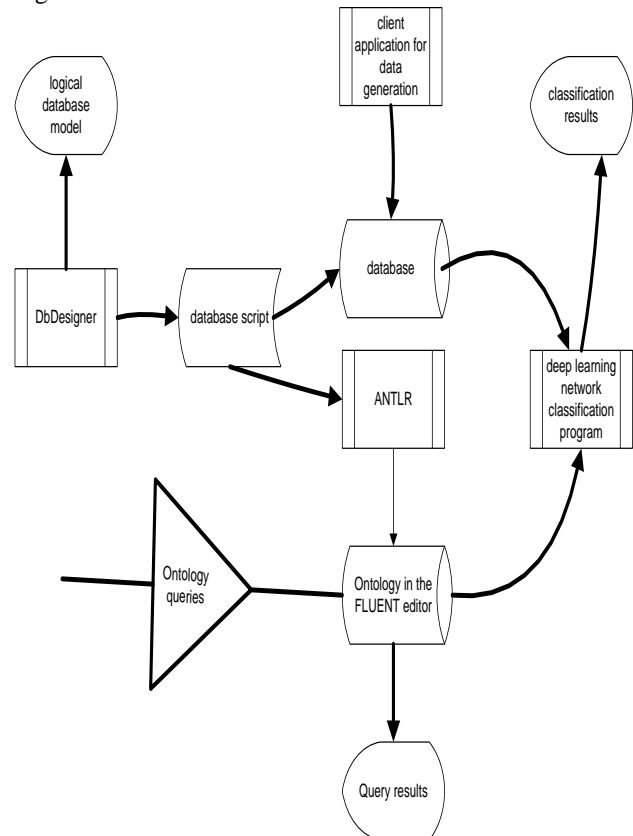 client
application for
data
generation
logical
database
model
classification
results
database
DbDesigner
database script
ANTLR
deep learning
network
classification
program
Ontology
queries
Ontology in the
FLUENT editor
Query results